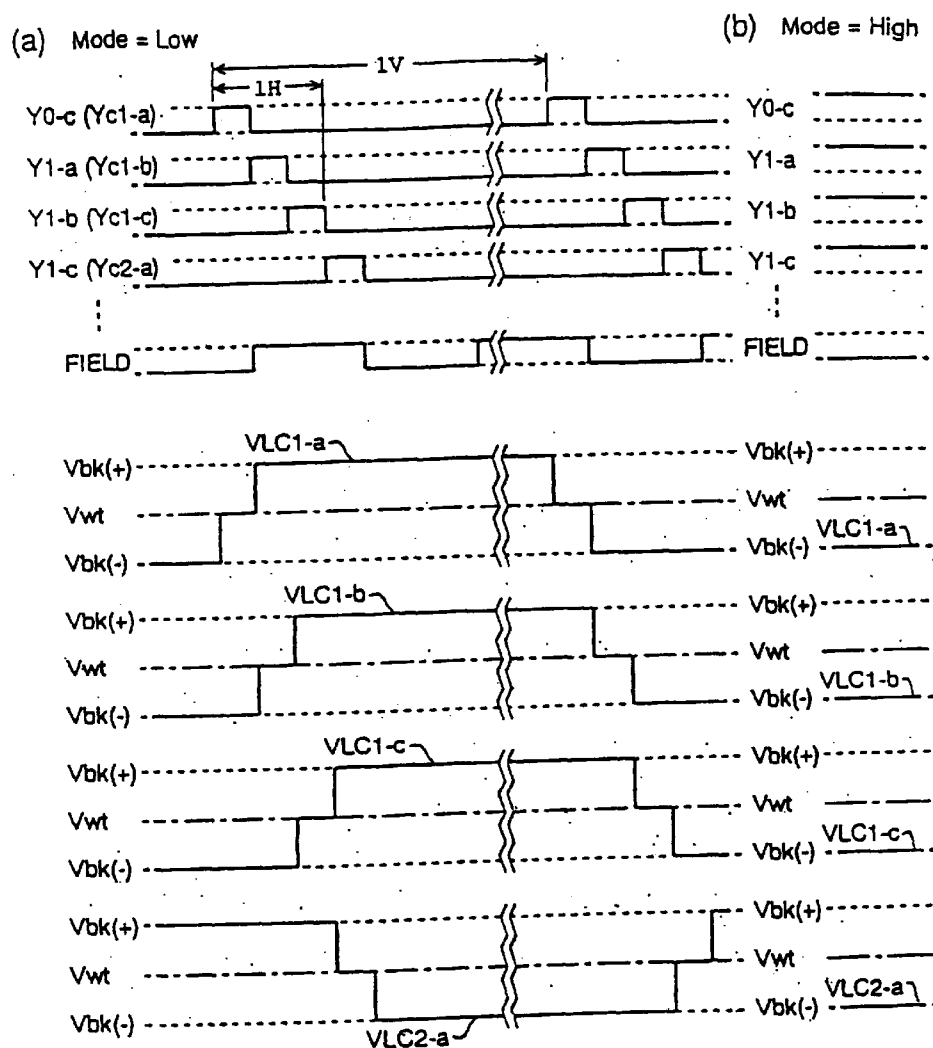 (a) Mode = Low
(b) Mode = High
1V
1H
Y0-c (Yc1-a)
Y0-c
Y1-a (Yc1-b)
Y1-a
Y1-b (Yc1-c)
Y1-b
Y1-c (Yc2-a)
Y1-c
FIELD
FIELD
VLC1-a
Vbk(+)
Vbk(+)
Vwt
Vwt
VLC1-a
Vbk(-)
Vbk(-)
VLC1-b
Vbk(+)
Vbk(+)
Vwt
Vwt
VLC1-b
Vbk(-)
Vbk(-)
VLC1-c
Vbk(+)
Vbk(+)
Vwt
Vwt
VLC1-c
Vbk(-)
Vbk(-)
Vbk(+)
Vbk(+)
Vwt
Vwt
VLC2-a
Vbk(-)
Vbk(-)
VLC2-a